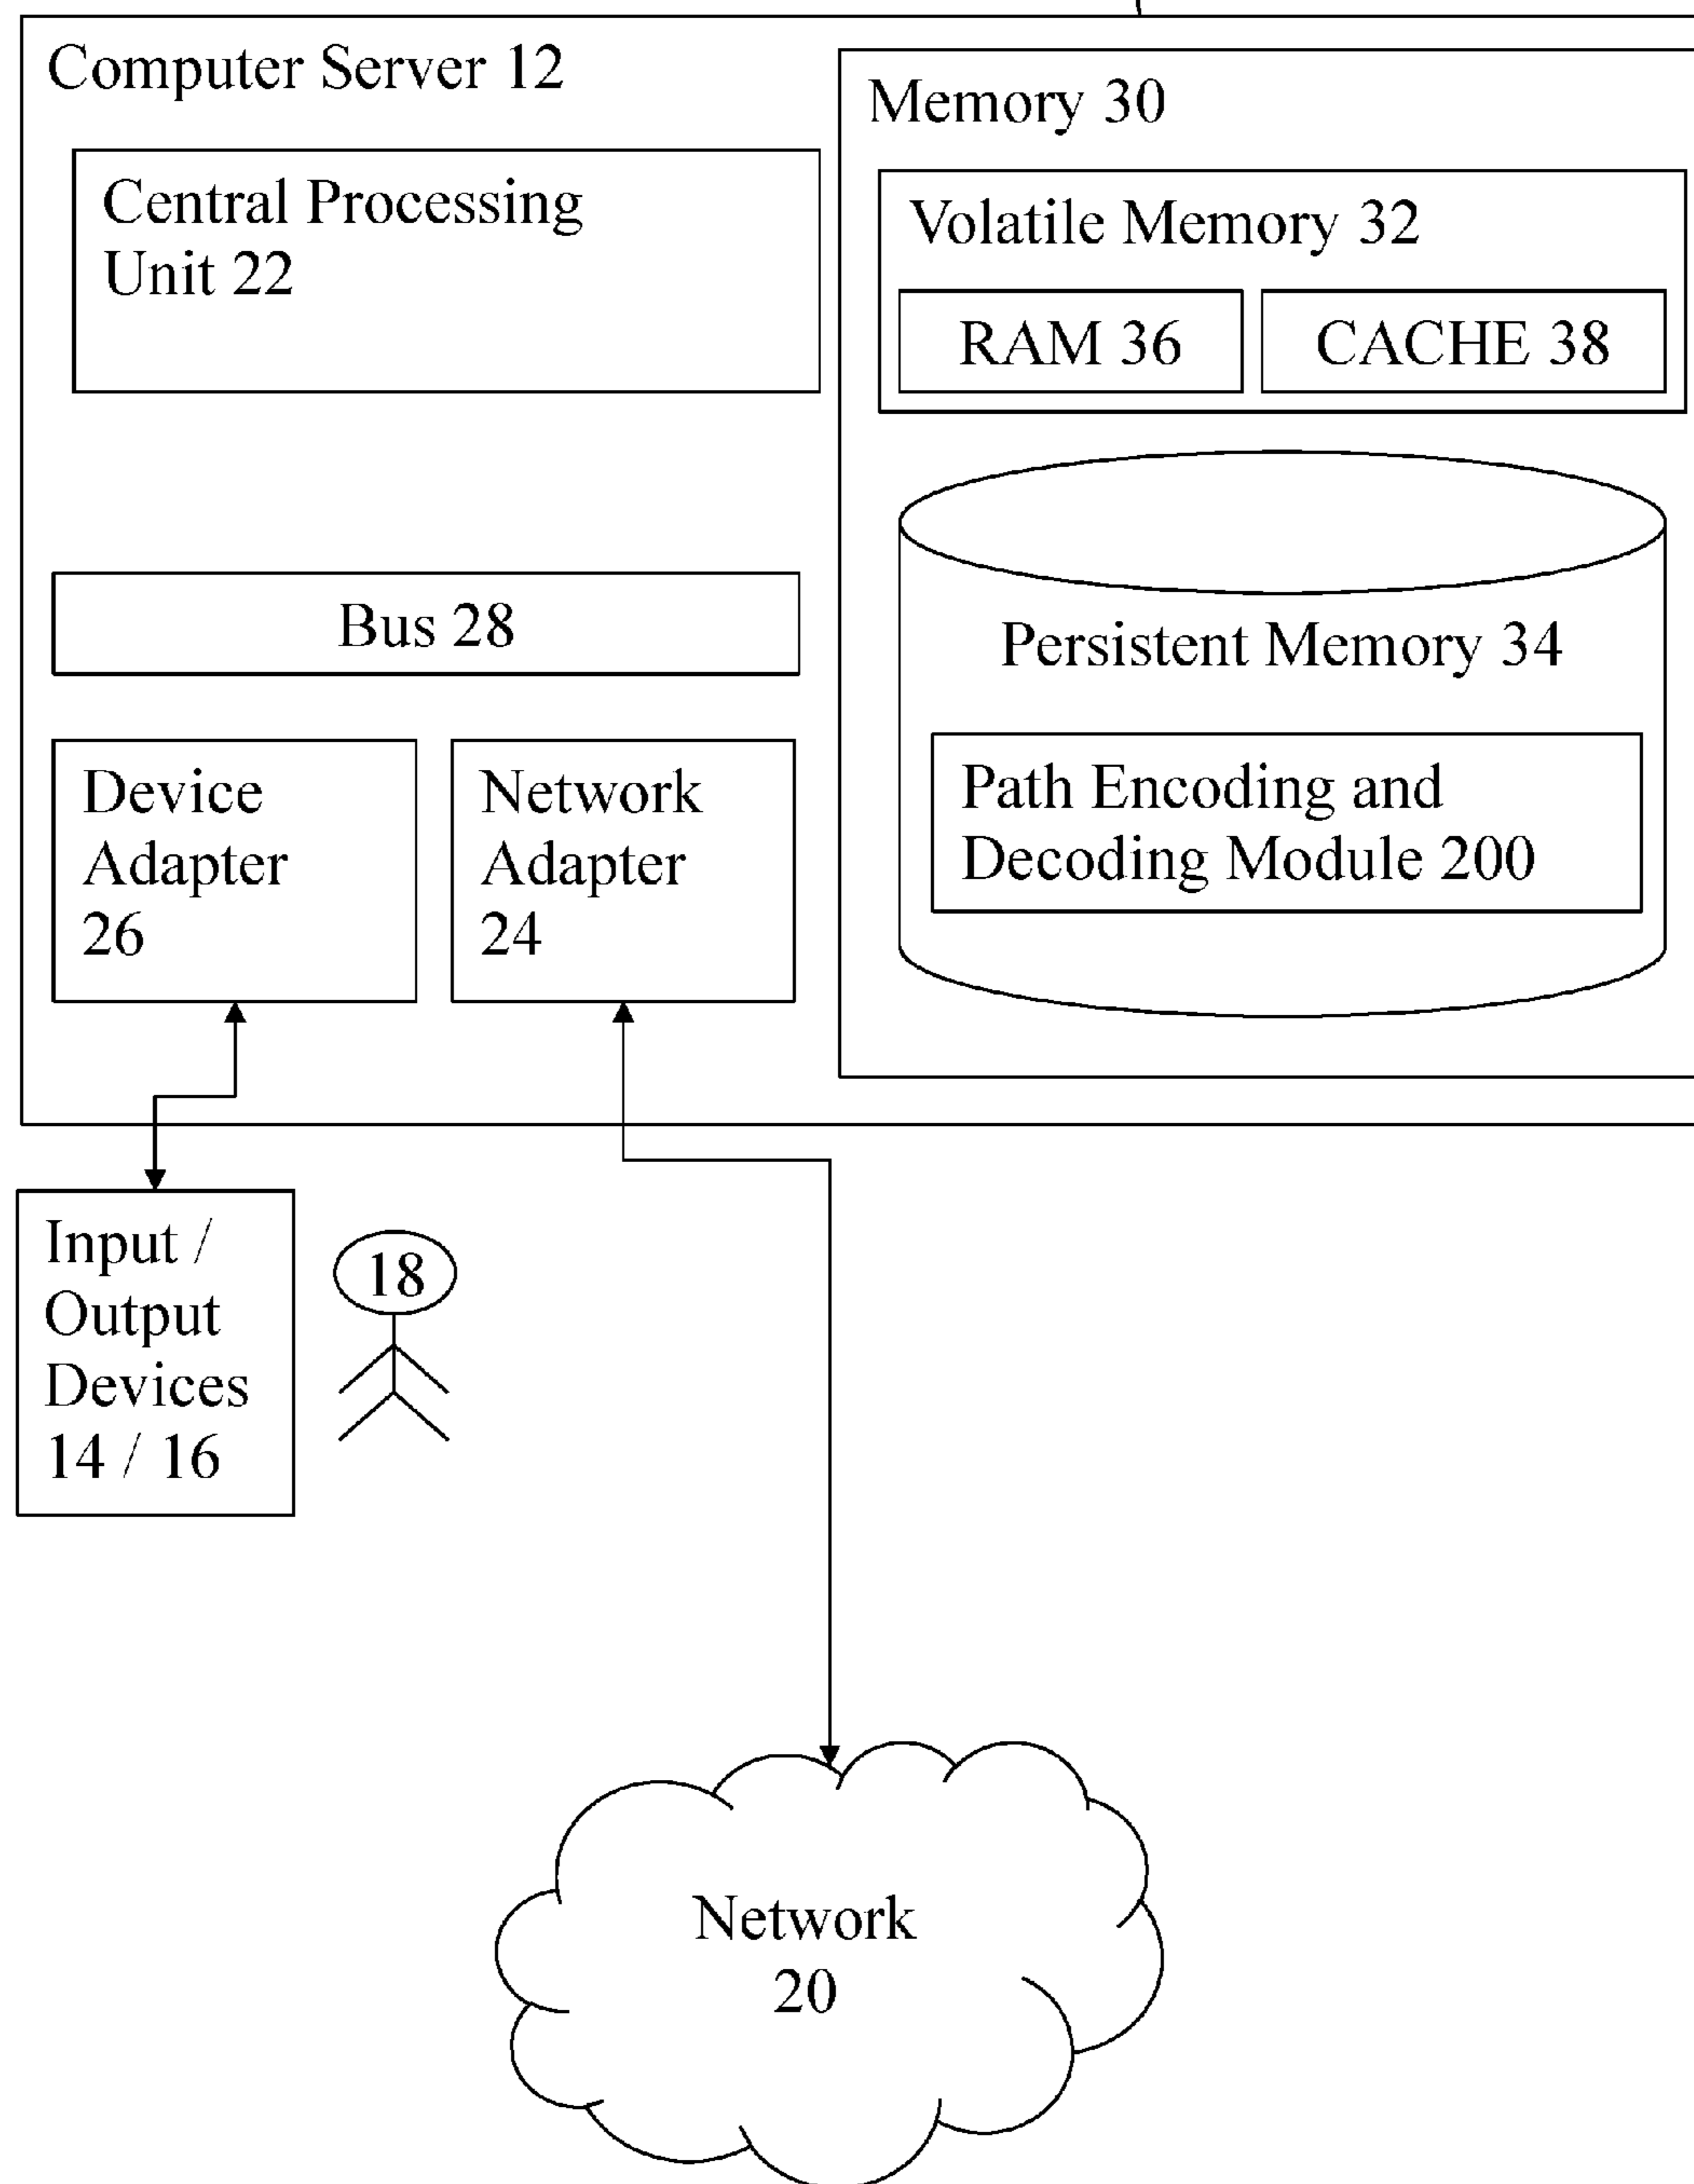 Computer Server 12
Central Processing
Unit 22
Bus 28
Device
Adapter
26
Network
Adapter
24
Memory 30
Volatile Memory 32
RAM 36
CACHE 38
Persistent Memory 34
Path Encoding and
Decoding Module 200
Input /
Output
Devices
14 / 16
18
Network
20